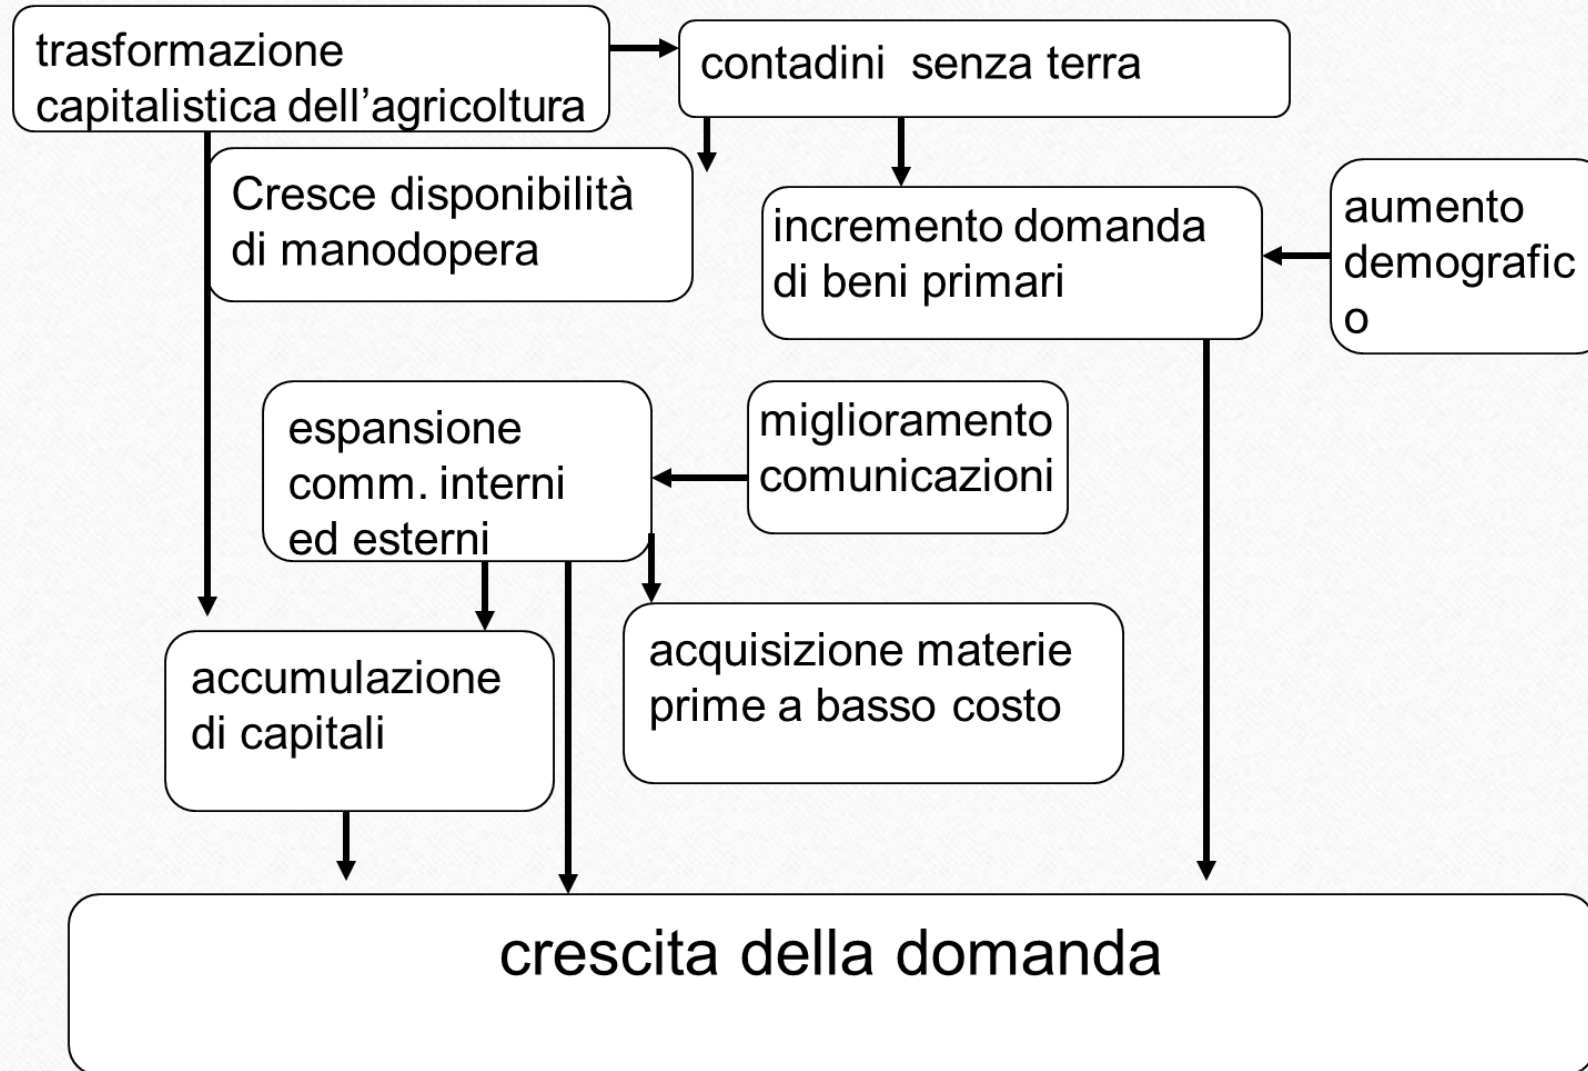 trasformazione
capitalistica dell’agricoltura
contadini  senza terra
Cresce disponibilità
di manodopera
incremento domanda
di beni primari
aumento
demografic
o
espansione
comm. interni
ed esterni
miglioramento
comunicazioni
accumulazione
di capitali
acquisizione materie
prime a basso costo
crescita della domanda